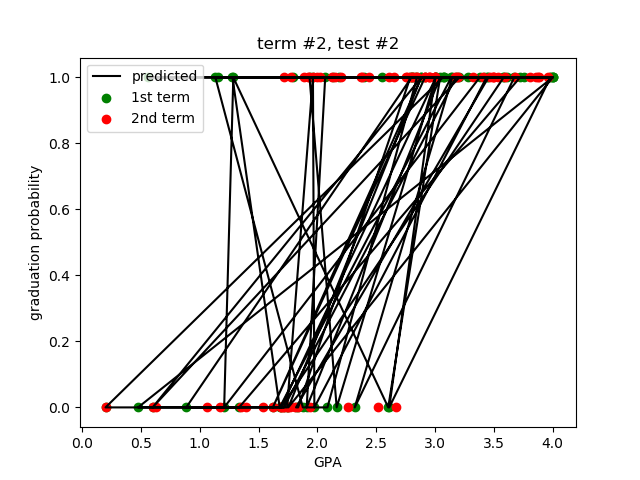 term #2, test #2
predicted
1st term
2nd term
graduation probability
1.0
0.8
0.6
0.4
0.2
0.0
0.0 0.5 1.0 1.5 2.0 2.5 3.0 3.5 4.0
GPA